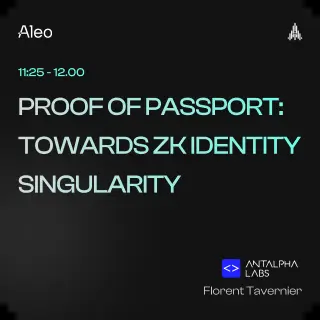 Aleo
11:25 - 12.00
PROOF OF PASSPORT:
TOWARDS ZK IDENTITY
SINGULARITY
<> ANTALPHA
LABS
Florent Tavernier